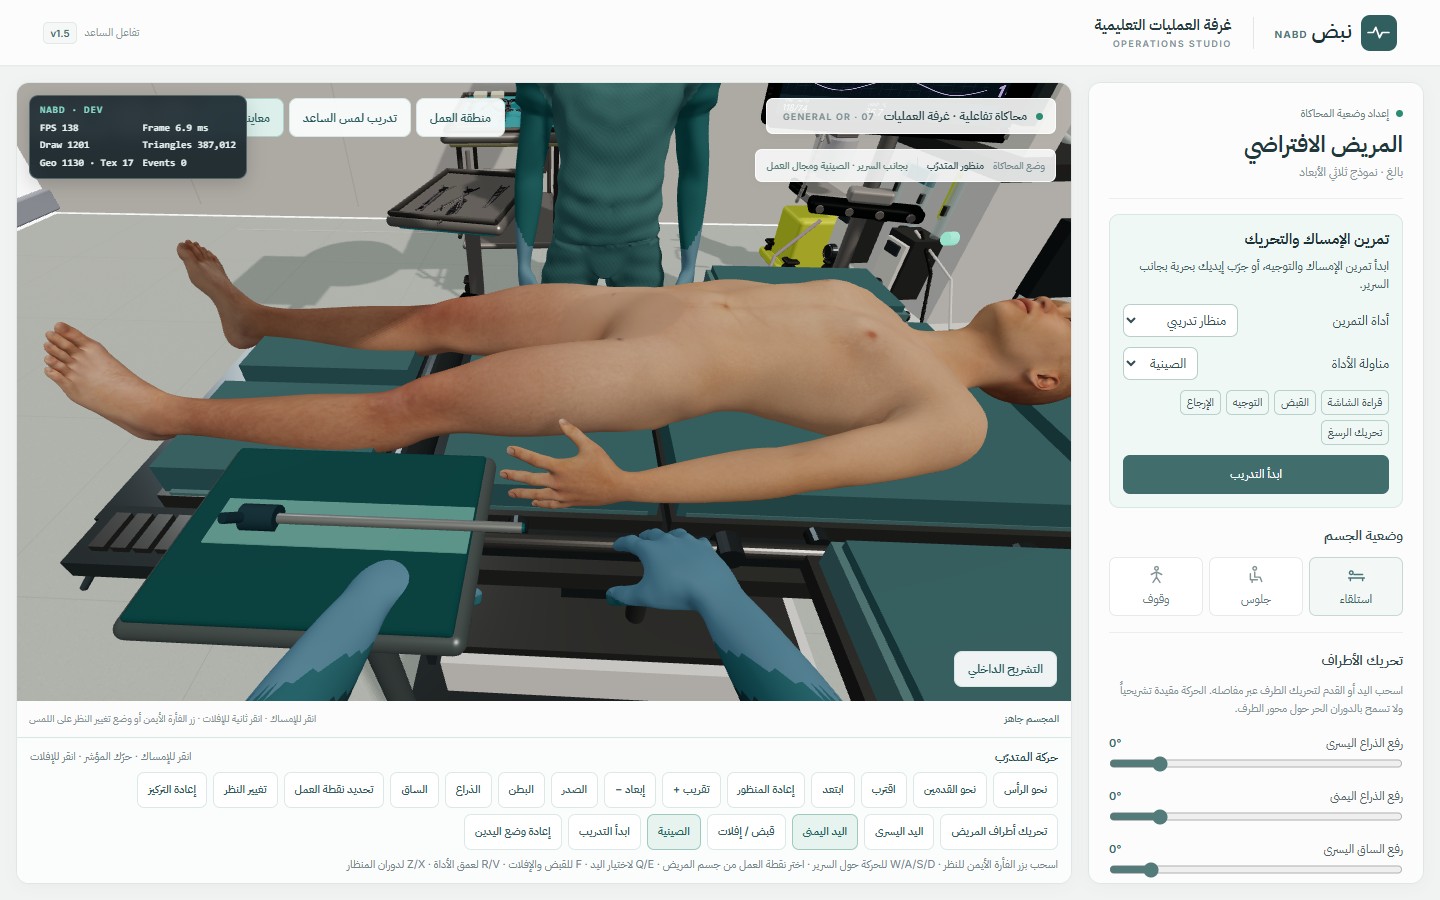 نبض NABD
غرفة العمليات التعليمية
OPERATIONS STUDIO
تفاعل الساعد
v1.5
إعداد وضعية المحاكاة
المريض الافتراضي
بالغ · نموذج ثلاثي الأبعاد
تمرين الإمساك والتحريك
ابدأ تمرين الإمساك والتوجيه، أو جرّب إيديك بحرية بجانب
السرير.
أداة التمرين
منظار تدريبي
مناولة الأداة
الصينية
قراءة الشاشة
القبض
التوجيه
الإرجاع
تحريك الرسغ
ابدأ التدريب
وضعية الجسم
استلقاء
جلوس
وقوف
تحريك الأطراف
اسحب اليد أو القدم لتحريك الطرف عبر مفاصله. الحركة مقيدة تشريحياً
ولا تسمح بالدوران الحر حول محور الطرف.
رفع الذراع اليسرى
0°
رفع الذراع اليمنى
0°
رفع الساق اليسرى
0°
محاكاة تفاعلية · غرفة العمليات
GENERAL OR · 07
وضع المحاكاة
منظور المتدرّب
بجانب السرير · الصينية ومجال العمل
منطقة العمل
تدريب لمس الساعد
NABD · DEV
FPS 138 Frame 6.9 ms
Draw 1201 Triangles 387,012
Geo 1130 · Tex 17 Events 0
التشريح الداخلي
المجسم جاهز
انقر للإمساك · انقر ثانية للإفلات · زر الفأرة الأيمن أو وضع تغيير النظر على اللمس
حركة المتدرّب
انقر للإمساك · حرّك المؤشر · انقر للإفلات
نحو الرأس
نحو القدمين
اقترب
ابتعد
إعادة المنظور
تقريب +
إبعاد −
الصدر
البطن
الذراع
الساق
تحديد نقطة العمل
تغيير النظر
إعادة التركيز
تحريك أطراف المريض
اليد اليسرى
اليد اليمنى
قبض / إفلات
الصينية
ابدأ التدريب
إعادة وضع اليدين
اسحب بزر الفأرة الأيمن للنظر · W/A/S/D للحركة حول السرير · اختر نقطة العمل من جسم المريض · Q/E لاختيار اليد · F للقبض والإفلات · R/V لعمق الأداة · Z/X لدوران المنظار